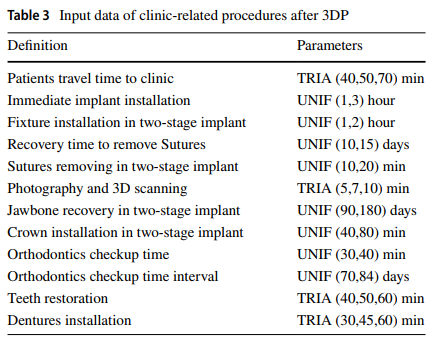 Table 3 Input data of clinic-related procedures after 3DP
Definition Parameters
Patients travel time to clinic TRIA (40,50,70) min
Immediate implant installation UNIF (1,3) hour
Fixture installation in two-stage implant UNIF (1,2) hour
Recovery time to remove Sutures UNIF (10,15) days
Sutures removing in two-stage implant UNIF (10,20) min
Photography and 3D scanning TRIA (5,7,10) min
Jawbone recovery in two-stage implant UNIF (90,180) days
Crown installation in two-stage implant UNIF (40,80) min
Orthodontics checkup time UNIF (30,40) min
Orthodontics checkup time interval UNIF (70,84) days
Teeth restoration TRIA (40,50,60) min
Dentures installation TRIA (30,45,60) min